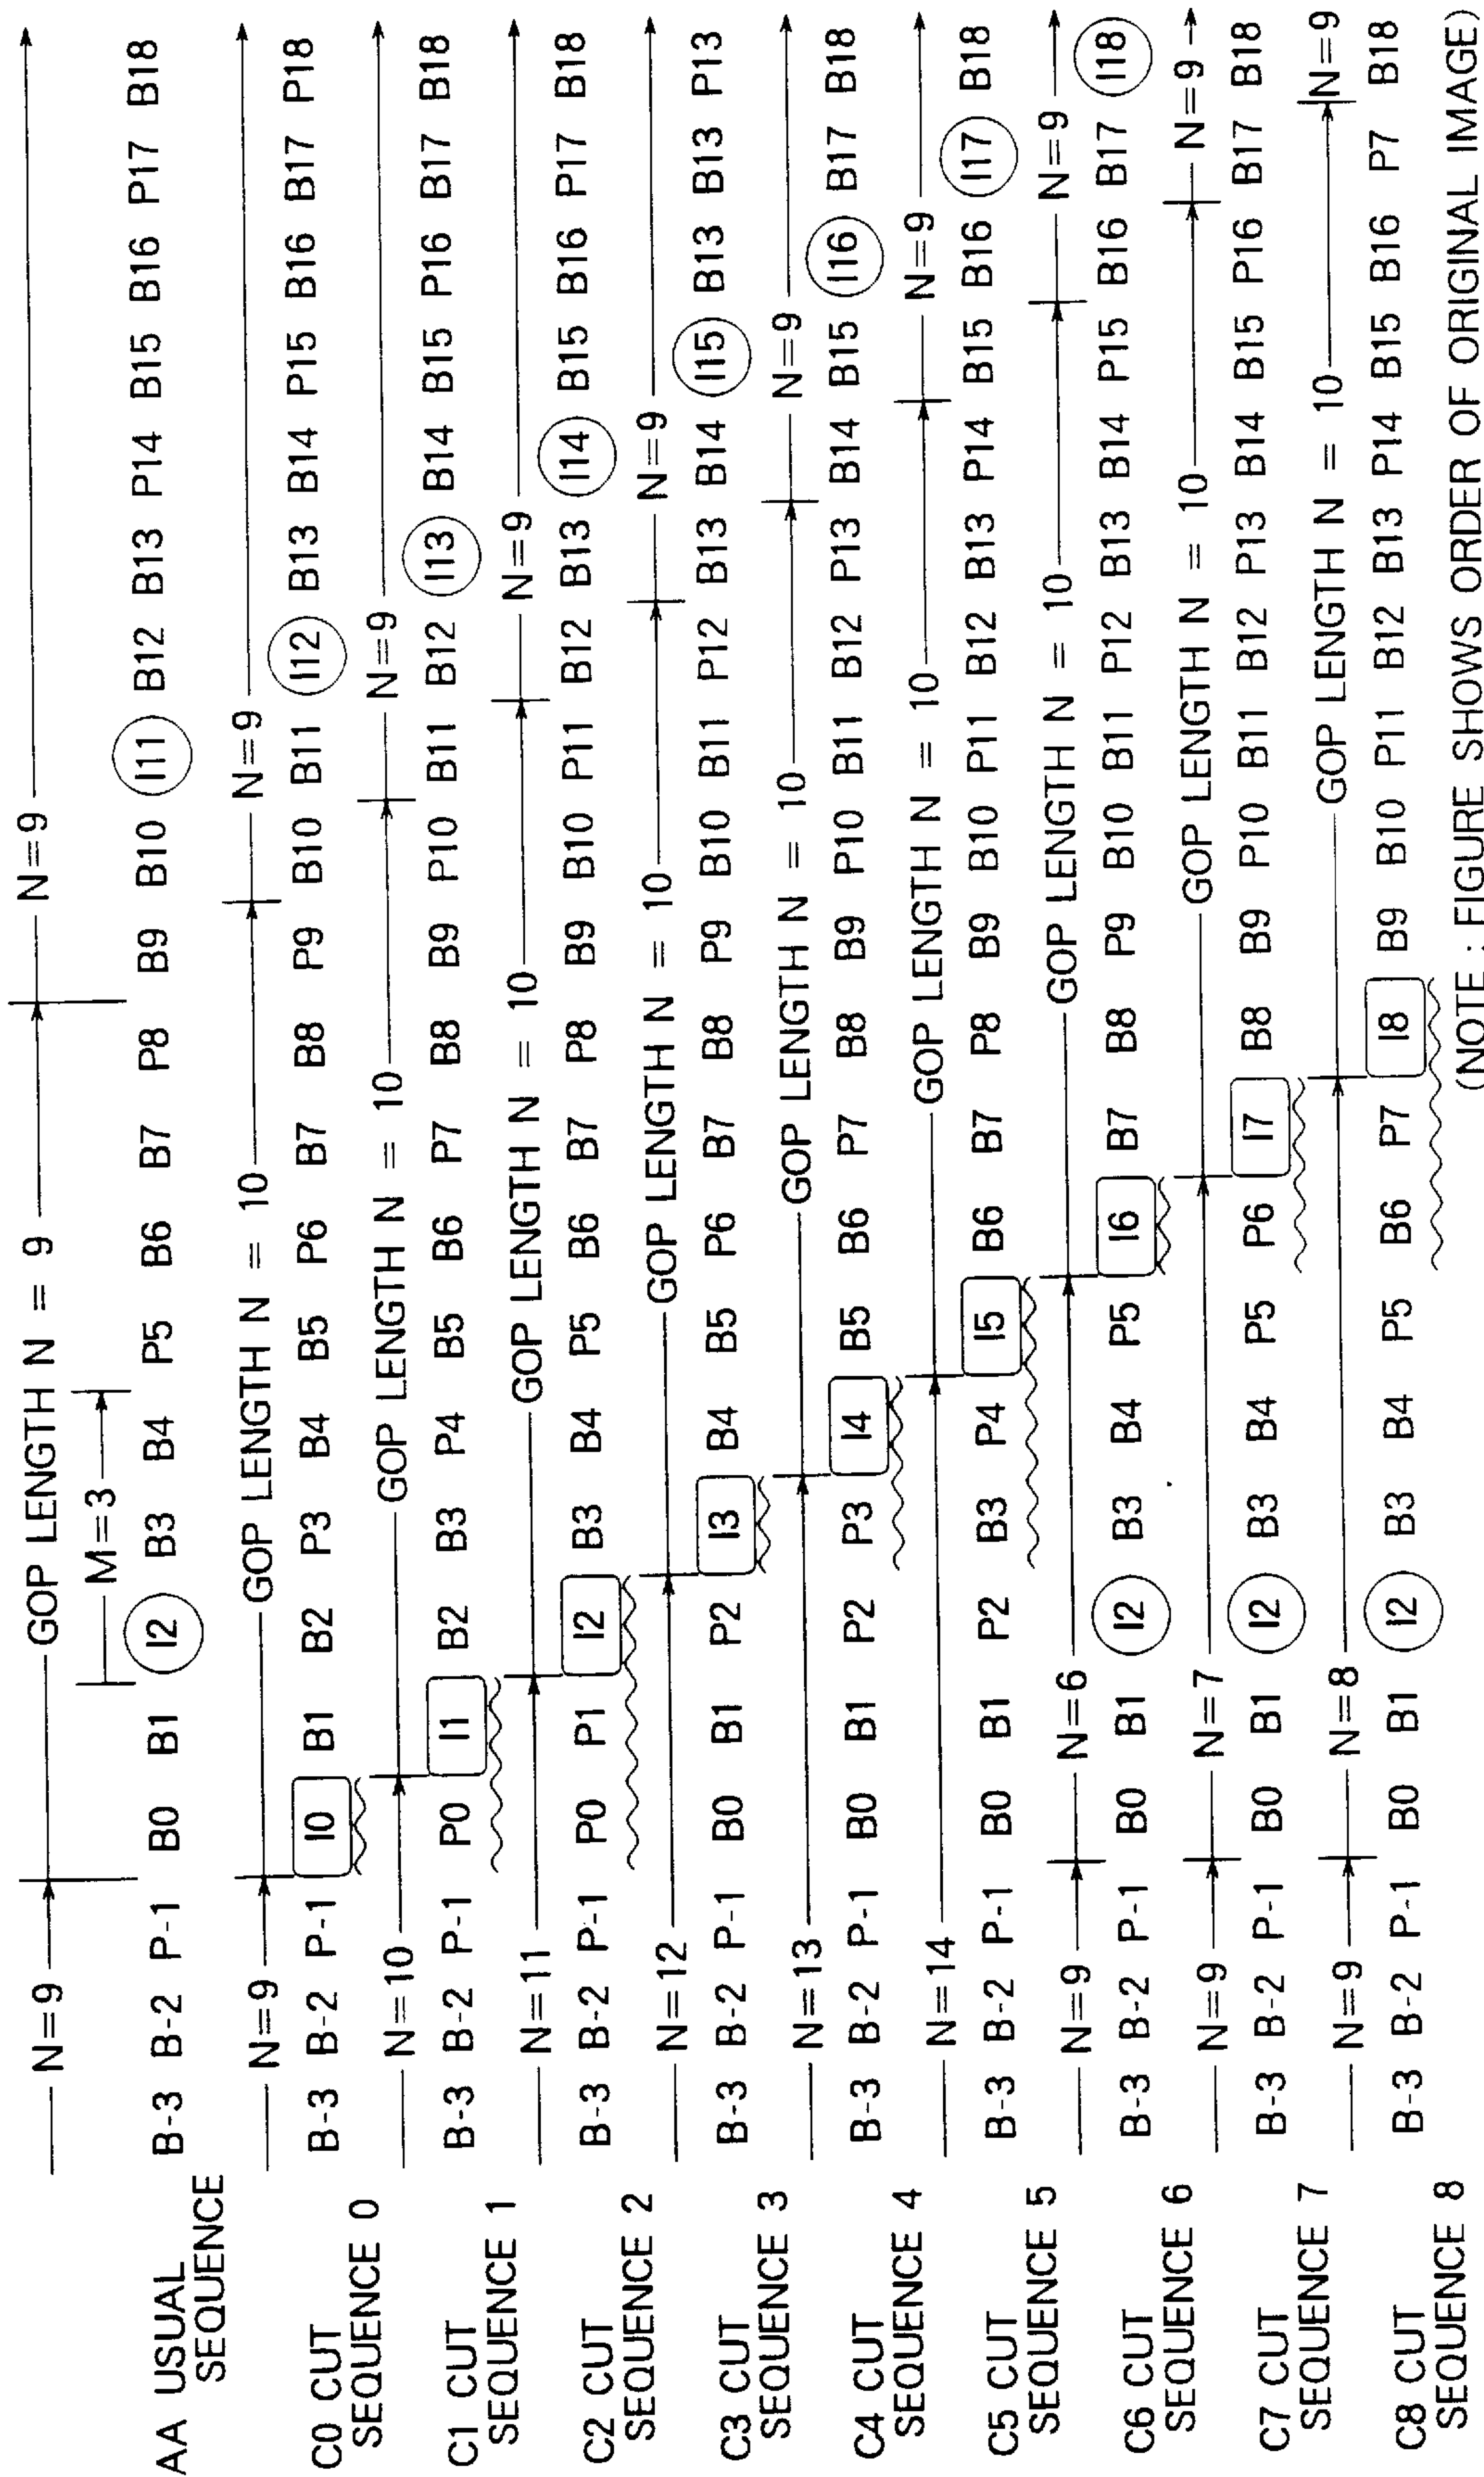 N=9 GOP LENGTH N = 9 N=9
M=3
AA USUAL B-3 B-2 P-1 B0 B1 I2 B3 B4 P5 B6 B7 P8 B9 B10 I11 B12 B13 P14 B15 B16 P17 B18
SEQUENCE
N=9 GOP LENGTH N = 10 N=9
C0 CUT B-3 B-2 P-1 I0 B1 B2 P3 B4 B5 P6 B7 B8 P9 B10 B11 I12 B13 B14 P15 B16 B17 P18
SEQUENCE 0
N=10 GOP LENGTH N = 10 N=9
C1 CUT B-3 B-2 P-1 P0 I1 B2 B3 P4 B5 B6 P7 B8 B9 P10 B11 B12 I13 B14 B15 P16 B17 B18
SEQUENCE 1
N=11 GOP LENGTH N = 10 N=9
C2 CUT B-3 B-2 P-1 P0 P1 I2 B3 B4 P5 B6 B7 P8 B9 B10 P11 B12 B13 I14 B15 B16 P17 B18
SEQUENCE 2
N=12 GOP LENGTH N = 10 N=9
C3 CUT B-3 B-2 P-1 B0 B1 P2 I3 B4 B5 P6 B7 B8 P9 B10 B11 P12 B13 B14 I15 B13 B13 P13
SEQUENCE 3
N=13 GOP LENGTH N = 10 N=9
C4 CUT B-3 B-2 P-1 B0 B1 P2 P3 I4 B5 B6 P7 B8 B9 P10 B11 B12 P13 B14 B15 I16 B17 B18
SEQUENCE 4
N=14 GOP LENGTH N = 10 N=9
C5 CUT B-3 B-2 P-1 B0 B1 P2 B3 P4 I5 B6 B7 P8 B9 B10 P11 B12 B13 P14 B15 B16 I17 B18
SEQUENCE 5
N=9 N=6 GOP LENGTH N = 10 N=9
C6 CUT B-3 B-2 P-1 B0 B1 I2 B3 B4 P5 I6 B7 B8 P9 B10 B11 P12 B13 B14 P15 B16 B17 I18
SEQUENCE 6
N=9 N=7 GOP LENGTH N = 10 N=9
C7 CUT B-3 B-2 P-1 B0 B1 I2 B3 B4 P5 P6 I7 B8 B9 P10 B11 B12 P13 B14 B15 P16 B17 B18
SEQUENCE 7
N=9 N=8 GOP LENGTH N = 10 N=9
C8 CUT B-3 B-2 P-1 B0 B1 I2 B3 B4 P5 B6 P7 I8 B9 B10 P11 B12 B13 P14 B15 B16 P7 B18
SEQUENCE 8
(NOTE : FIGURE SHOWS ORDER OF ORIGINAL IMAGE)